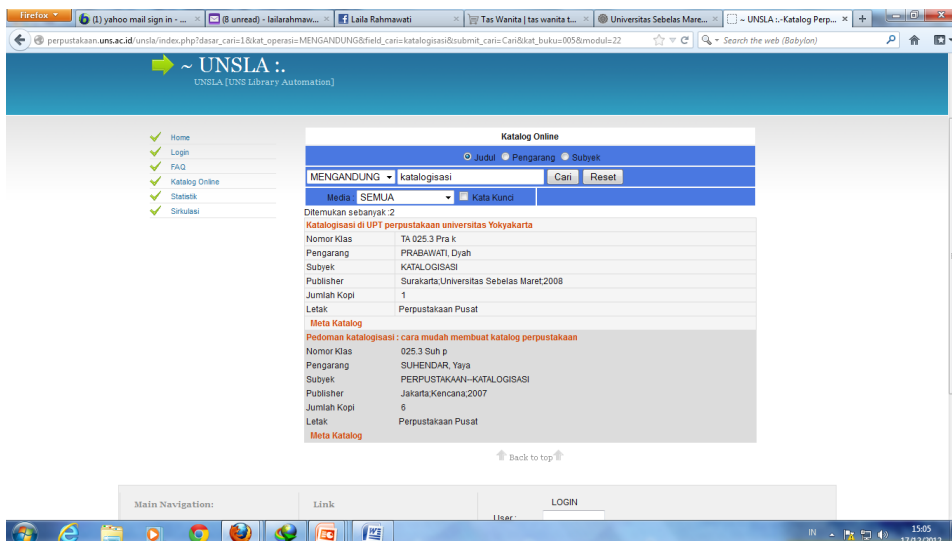 Firefox
(1) yahoo mail sign in - ...
(8 unread) - lailarahmaw...
Laila Rahmawati
Tas Wanita | tas wanita t...
Universitas Sebelas Mare...
~ UNSLA :.-Katalog Perp...
perpustakaan.uns.ac.id/unsla/index.php?dasar_cari=1&kat_operasi=MENGANDUNG&field_cari=katalogisasi&submit_cari=Cari&kat_buku=005&modul=22
Search the web (Babylon)
~ UNSLA :.
UNSLA [UNS Library Automation]
Home
Login
FAQ
Katalog Online
Statistik
Sirkulasi
Katalog Online
Judul Pengarang Subyek
MENGANDUNG katalogisasi Cari Reset
Media : SEMUA Kata Kunci
Ditemukan sebanyak :2
Katalogisasi di UPT perpustakaan universitas Yokyakarta
Nomor Klas TA 025.3 Pra k
Pengarang PRABAWATI, Dyah
Subyek KATALOGISASI
Publisher Surakarta;Universitas Sebelas Maret;2008
Jumlah Kopi 1
Letak Perpustakaan Pusat
Meta Katalog
Pedoman katalogisasi : cara mudah membuat katalog perpustakaan
Nomor Klas 025.3 Suh p
Pengarang SUHENDAR, Yaya
Subyek PERPUSTAKAAN--KATALOGISASI
Publisher Jakarta;Kencana;2007
Jumlah Kopi 6
Letak Perpustakaan Pusat
Meta Katalog
Back to top
Main Navigation:
Link
LOGIN
User :
IN
15:05
17/12/2012